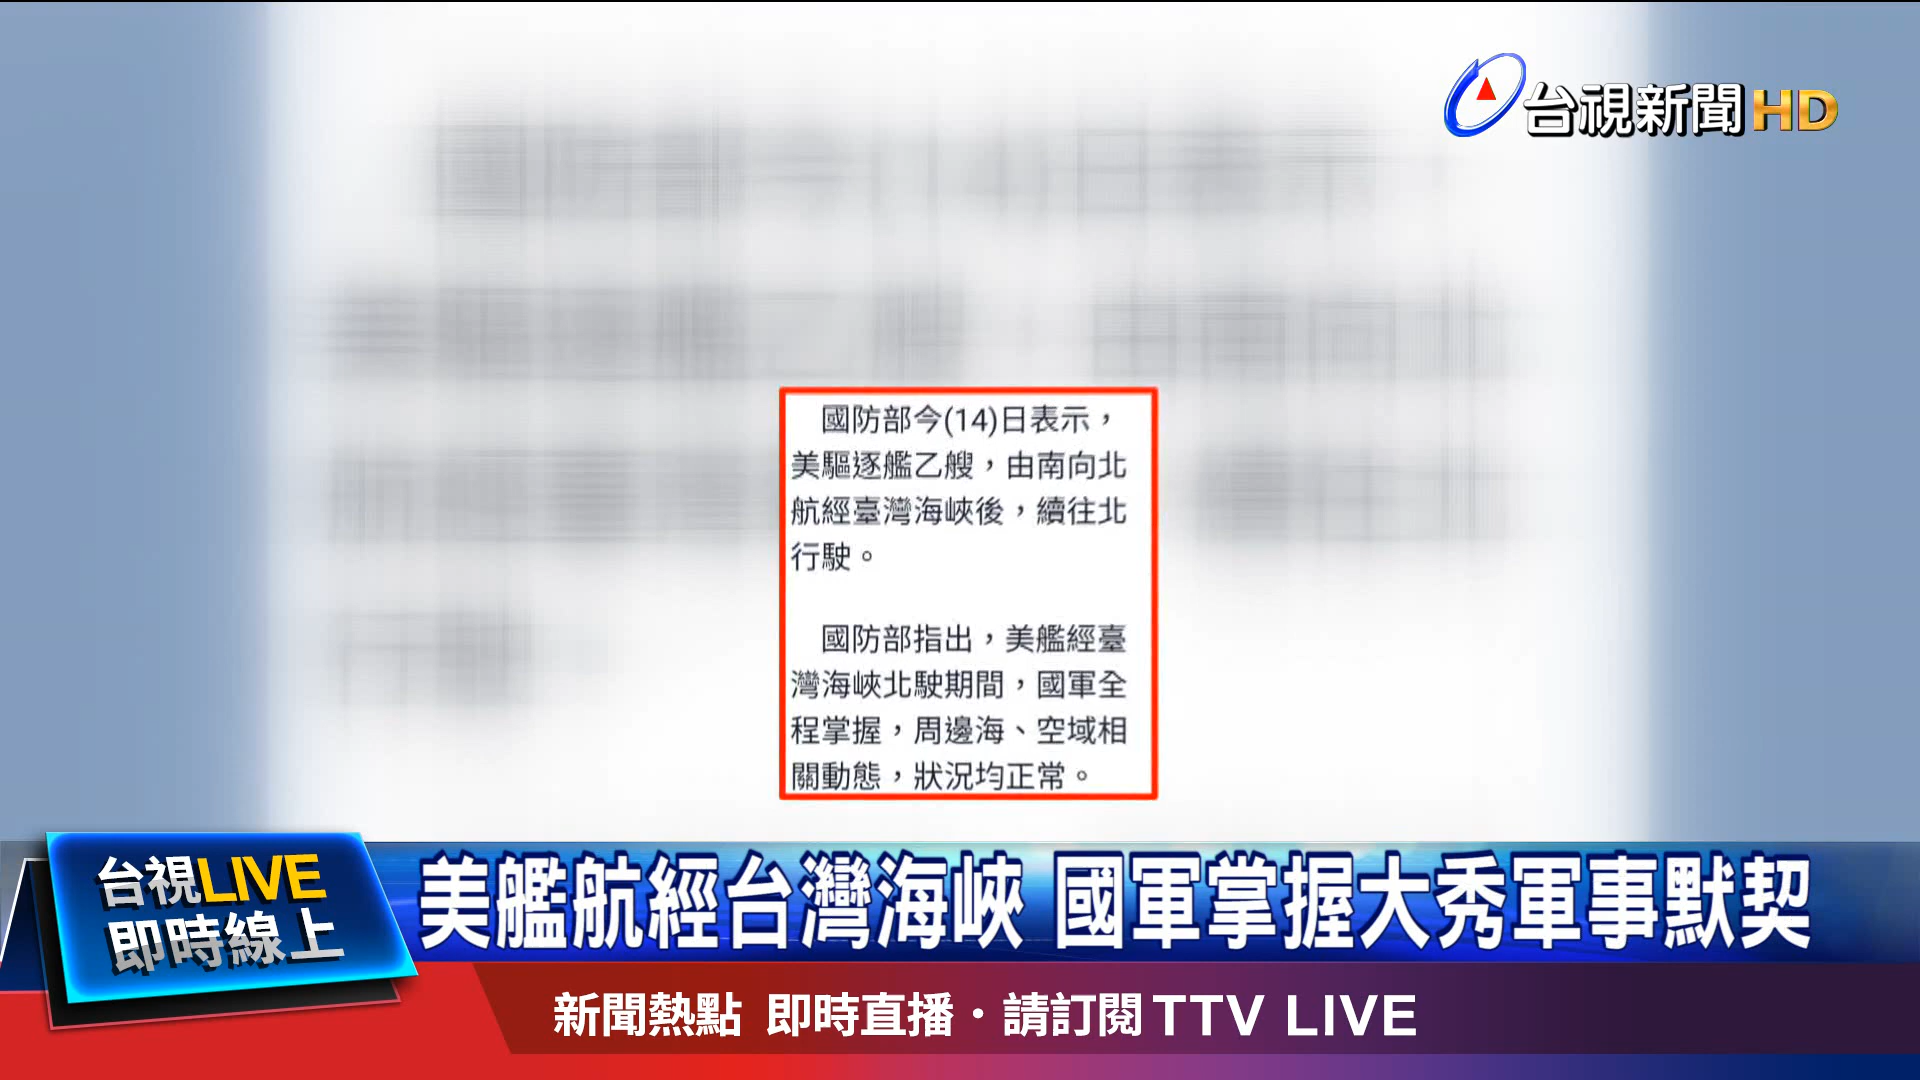 台視新聞HD
國防部今(14)日表示，
美驅逐艦乙艘，由南向北
航經臺灣海峽後，續往北
行駛。
國防部指出，美艦經臺
灣海峽北駛期間，國軍全
程掌握，周邊海、空域相
關動態，狀況均正常。
台視LIVE
即時線上
美艦航經台灣海峽 國軍掌握大秀軍事默契
新聞熱點 即時直播・請訂閱TTV LIVE